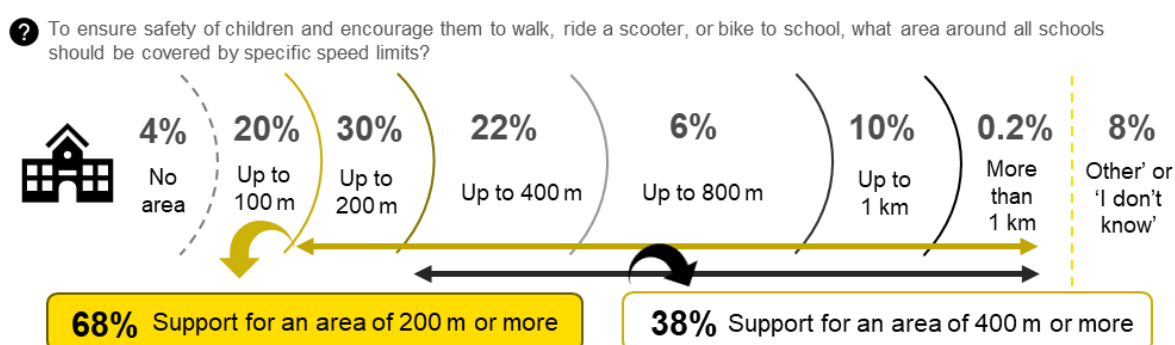 ? To ensure safety of children and encourage them to walk, ride a scooter, or bike to school, what area around all schools
should be covered by specific speed limits?
4%
No
area
20%
Up to
100 m
30%
Up to
200 m
22%
Up to 400 m
6%
Up to 800 m
10%
Up to
1 km
0.2%
More
than
1 km
8%
Other' or
'I don't
know'
68% Support for an area of 200 m or more
38% Support for an area of 400 m or more